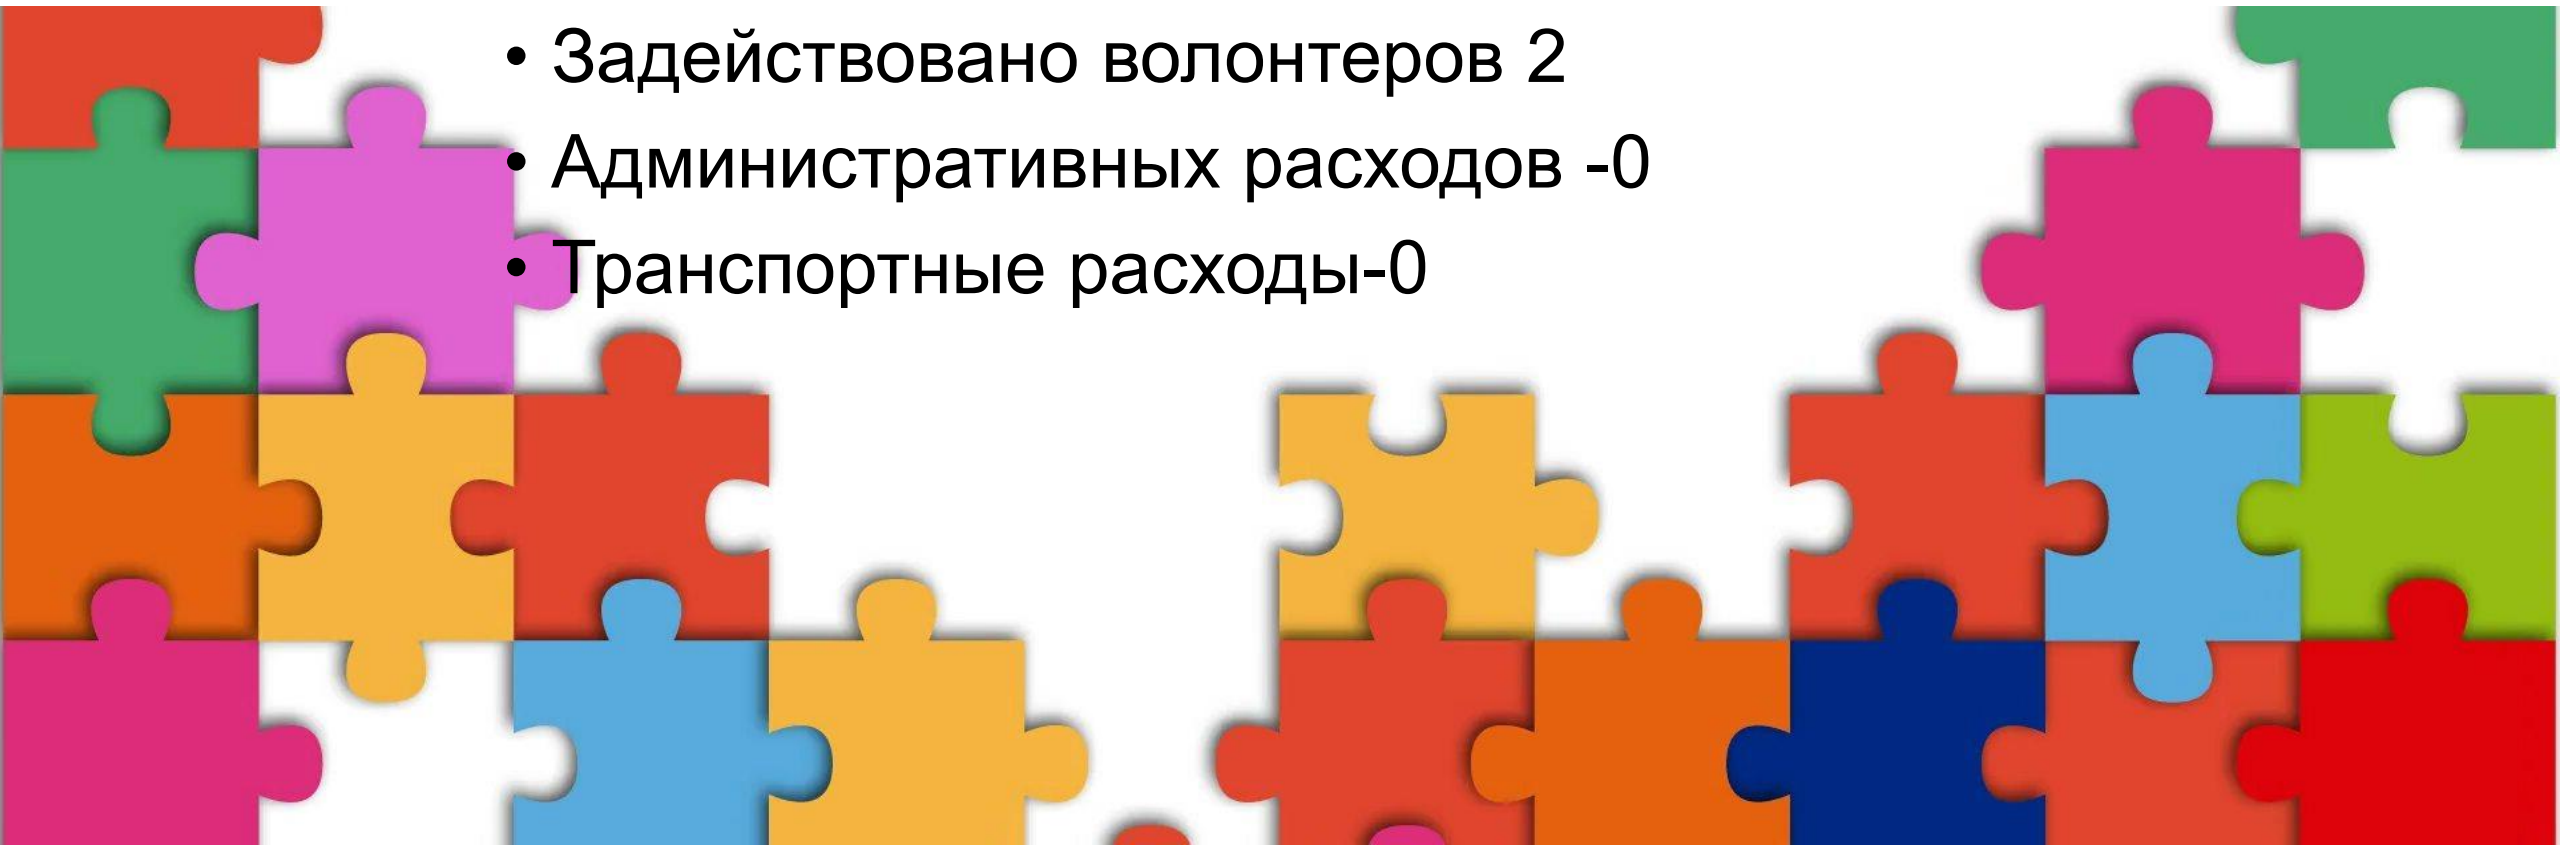 • Задействовано волонтеров 2
• Административных расходов -0
• Транспортные расходы-0